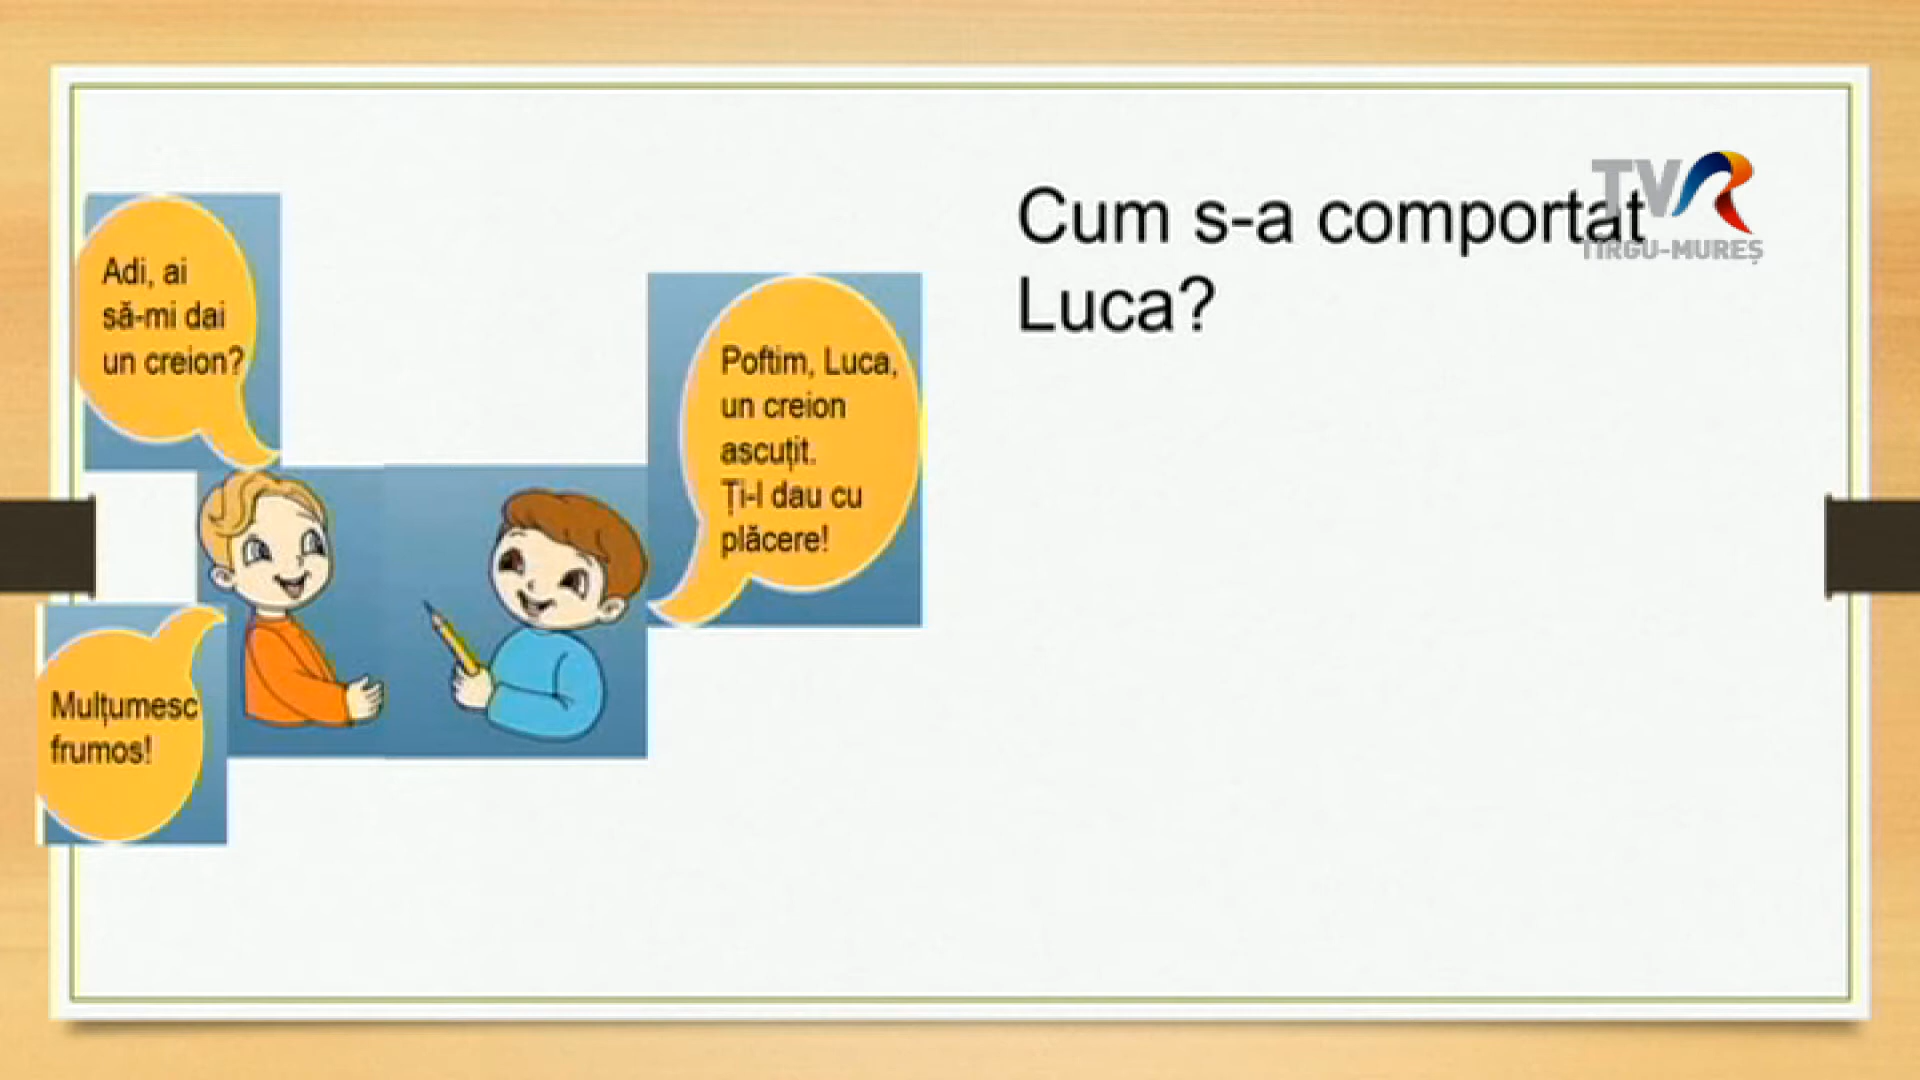 Adi, ai
să-mi dai
un creion?
Poftim, Luca,
un creion
ascuțit.
Ți-l dau cu
plăcere!
Mulțumesc
frumos!
Cum s-a comportat
Luca?
TVR
TÎRGU-MUREȘ